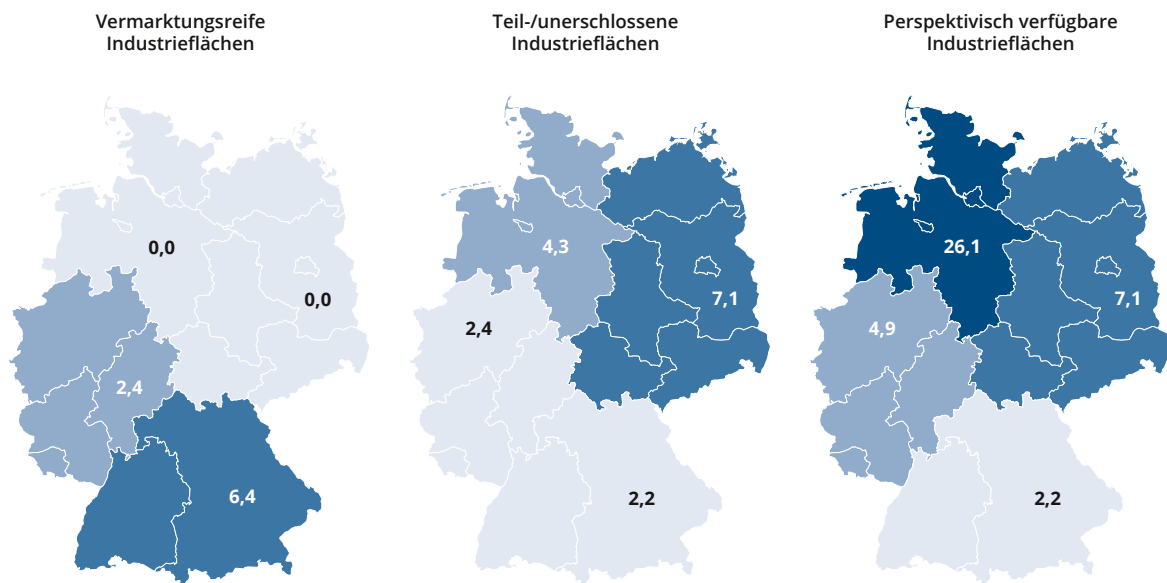 Vermarktungsreife
Industrieflächen
0,0
0,0
2,4
6,4
Teil-/unerschlossene
Industrieflächen
4,3
7,1
2,4
2,2
Perspektivisch verfügbare
Industrieflächen
26,1
7,1
4,9
2,2